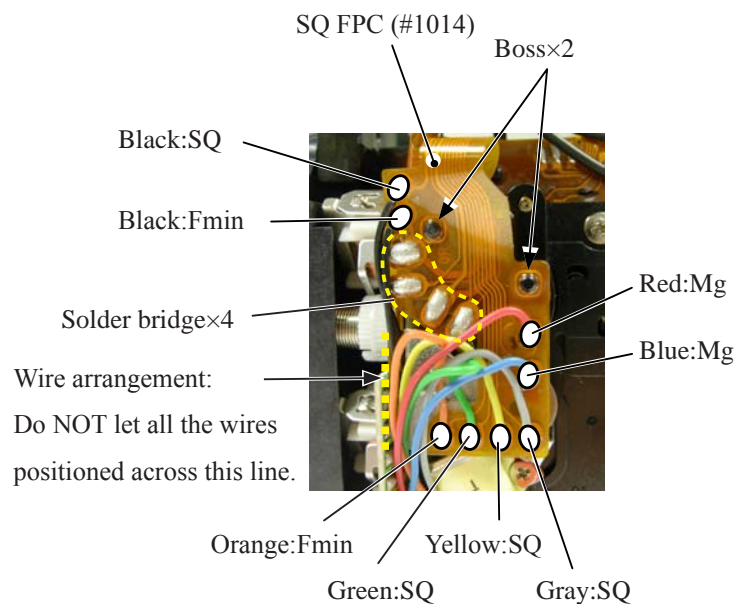 SQ FPC (#1014)
Boss×2
Black:SQ
Black:Fmin
Red:Mg
Solder bridge×4
Blue:Mg
Wire arrangement:
Do NOT let all the wires
positioned across this line.
Orange:Fmin
Yellow:SQ
Green:SQ
Gray:SQ